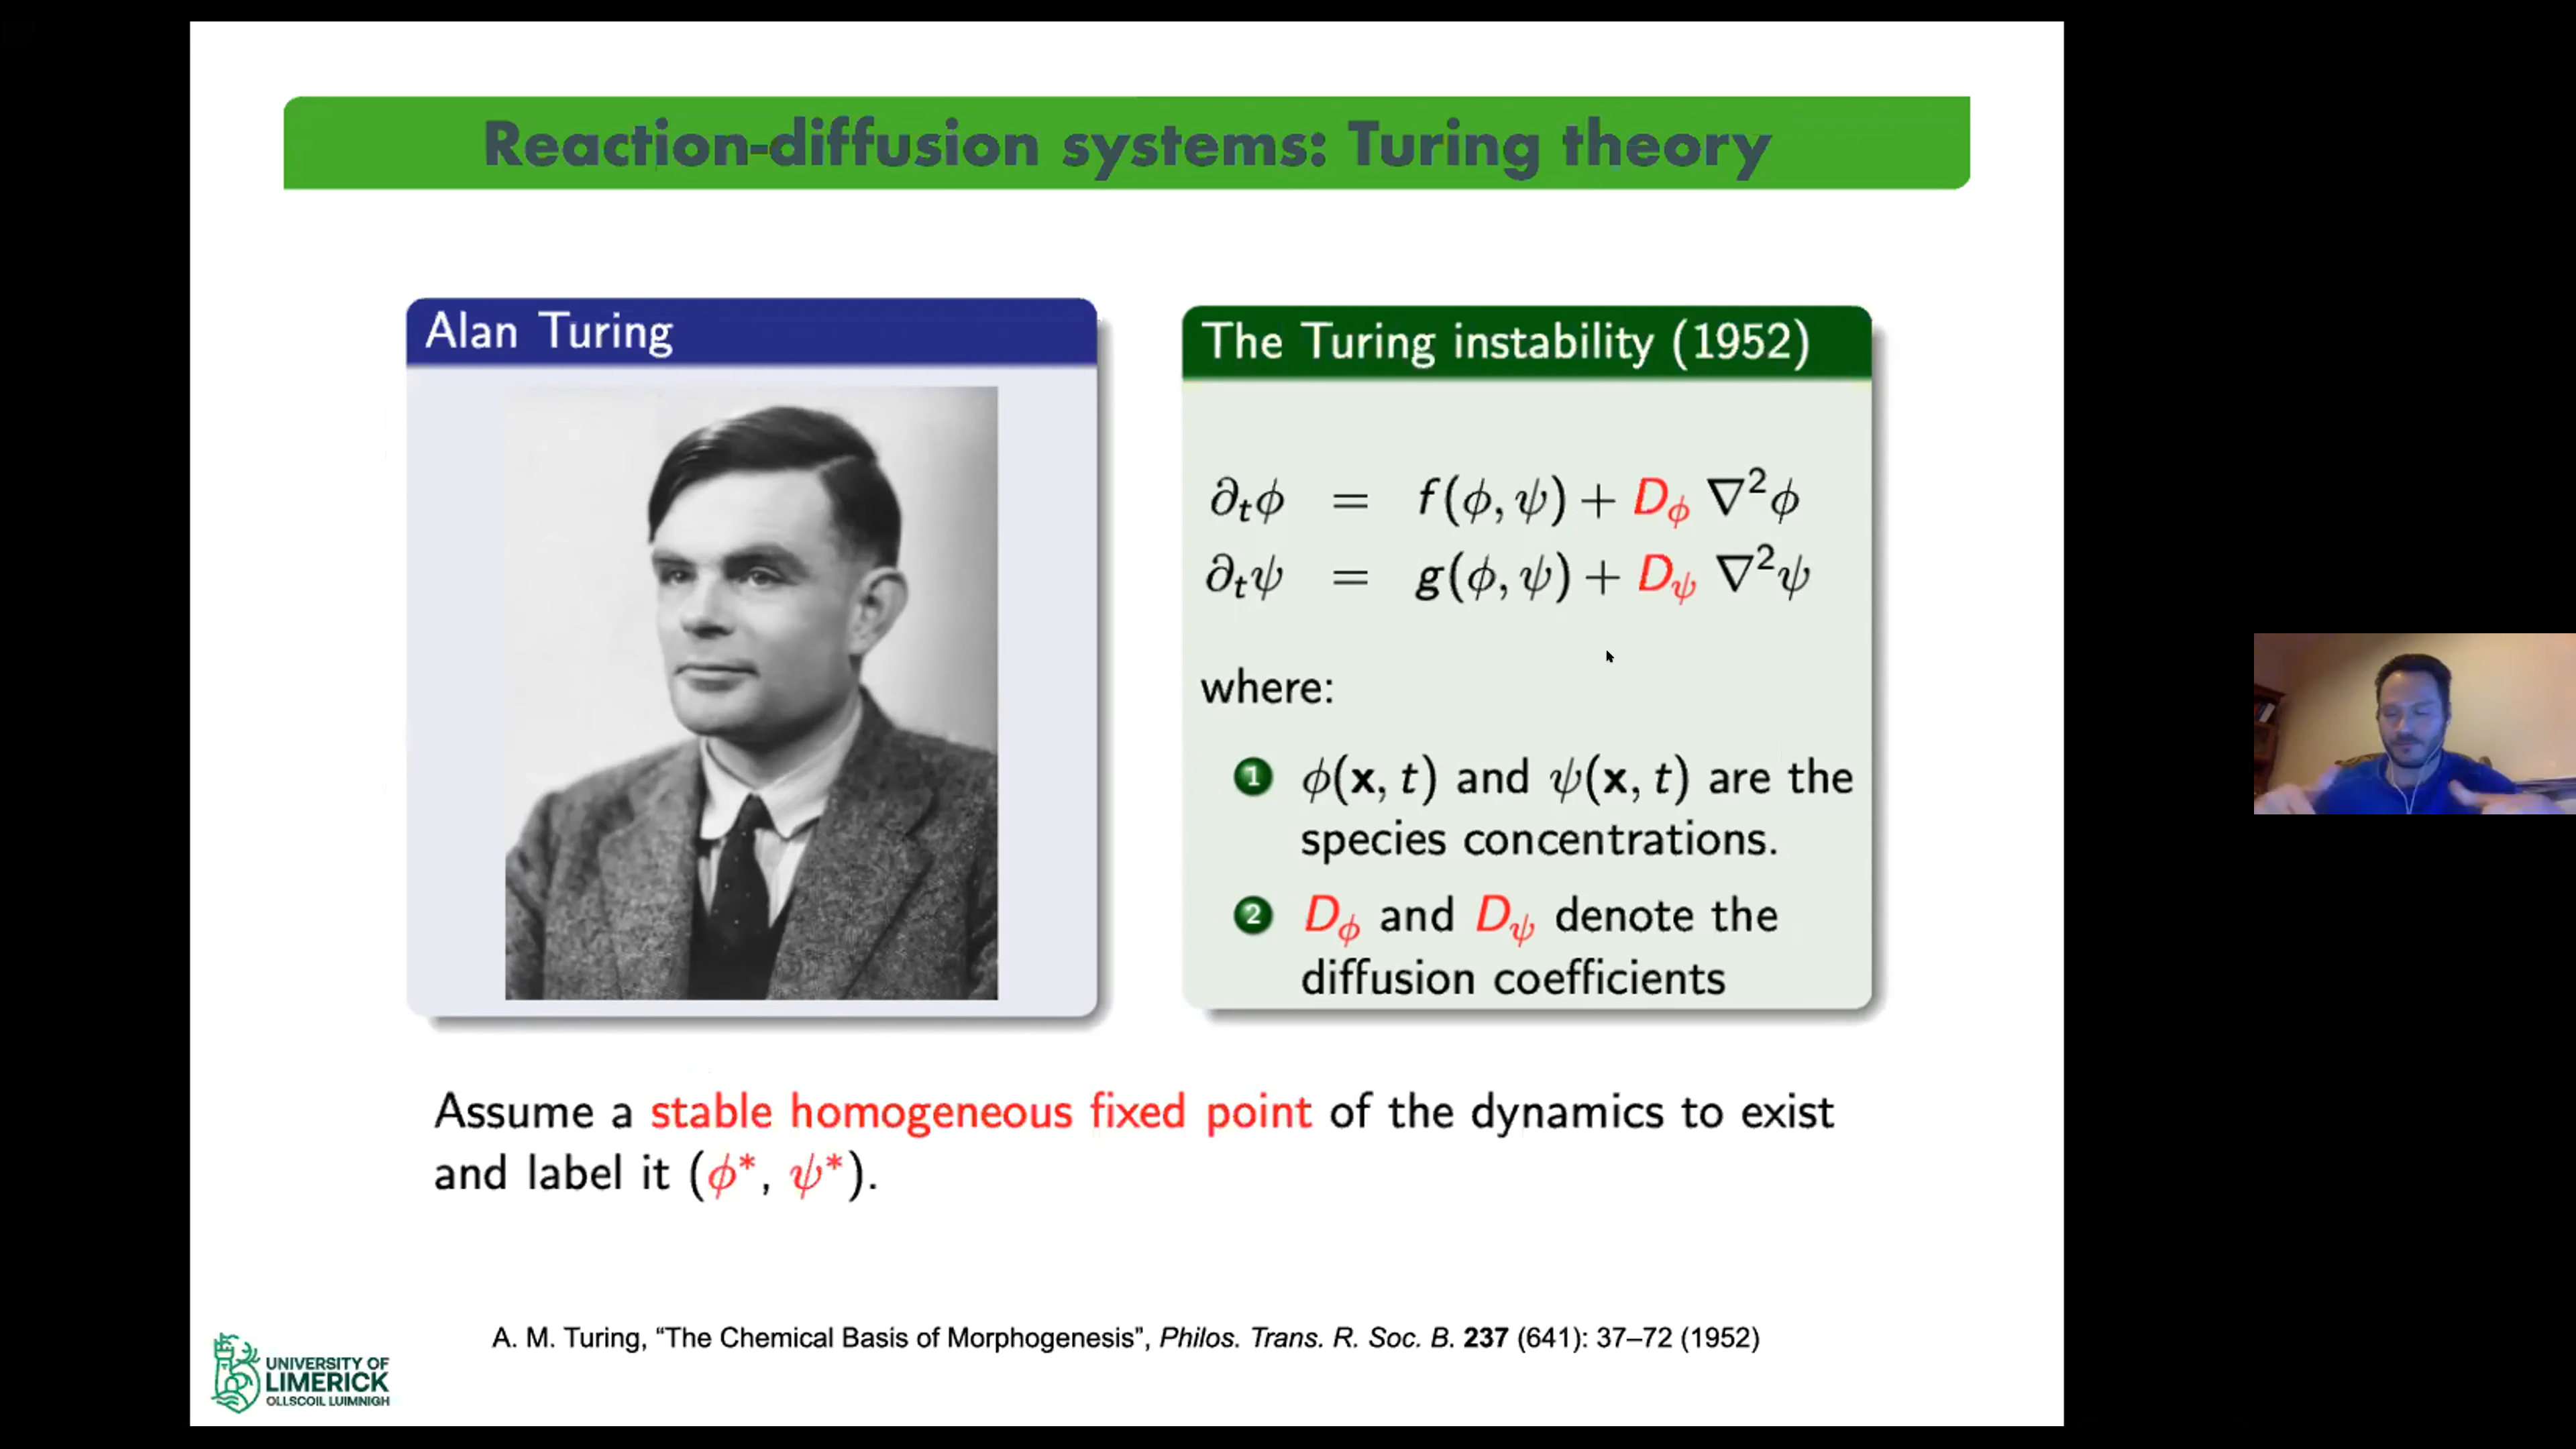 Reaction-diffusion systems: Turing theory
Alan Turing
The Turing instability (1952)
∂ₜϕ = f(ϕ, ψ) + D_ϕ ∇²ϕ
∂ₜψ = g(ϕ, ψ) + D_ψ ∇²ψ
where:
1 ϕ(x, t) and ψ(x, t) are the
species concentrations.
2 D_ϕ and D_ψ denote the
diffusion coefficients
Assume a stable homogeneous fixed point of the dynamics to exist
and label it (ϕ*, ψ*).
A. M. Turing, “The Chemical Basis of Morphogenesis”, Philos. Trans. R. Soc. B. 237 (641): 37–72 (1952)
UNIVERSITY OF
LIMERICK
OLLSCOIL LUIMNIGH